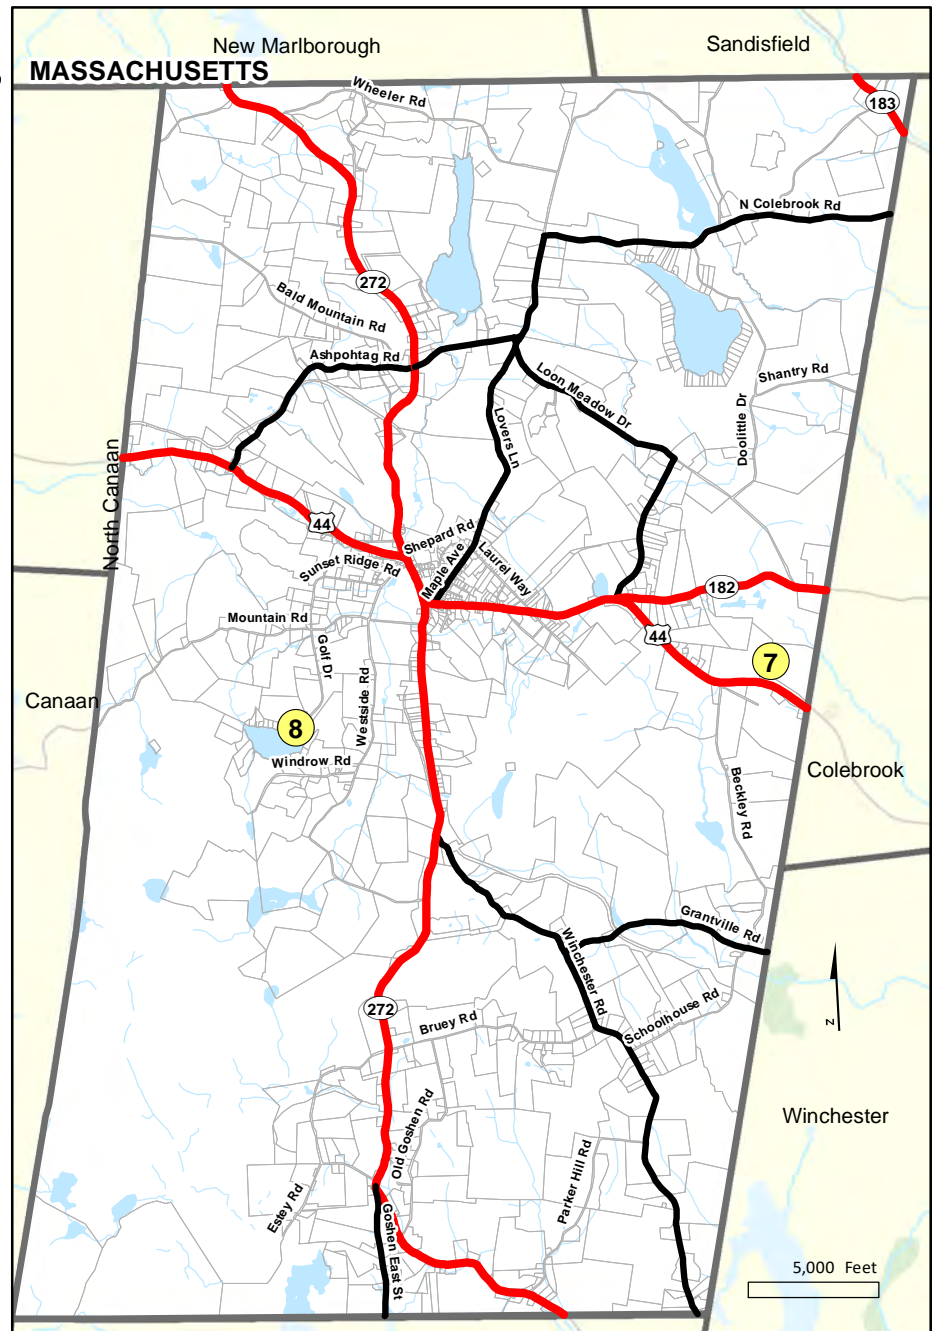 New Marlborough
Sandisfield
MASSACHUSETTS
Wheeler Rd
183
N Colebrook Rd
272
Bald Mountain Rd
Ashpohtag Rd
Loon Meadow Dr
Shantry Rd
Lovers Ln
Doolittle Dr
North Canaan
44
Shepard Rd
Maple Ave
Laurel Way
Sunset Ridge Rd
182
Mountain Rd
Golf Dr
44
7
Westside Rd
Canaan
8
Windrow Rd
Colebrook
Beckley Rd
Grantville Rd
Winchester Rd
272
Bruey Rd
Schoolhouse Rd
N
Old Goshen Rd
Winchester
Parker Hill Rd
Estey Rd
Goshen East St
5,000 Feet